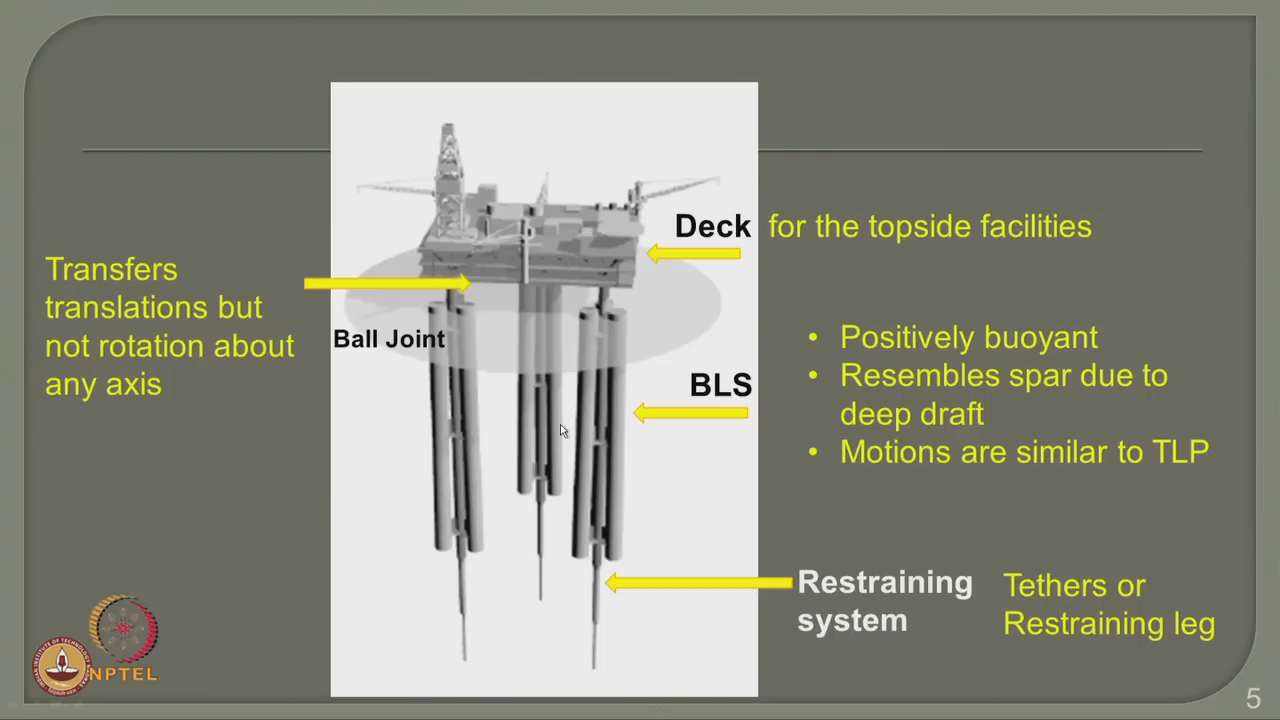 Deck for the topside facilities
Transfers
translations but
not rotation about
any axis
Ball Joint
BLS
• Positively buoyant
• Resembles spar due to
deep draft
• Motions are similar to TLP
Restraining
system
Tethers or
Restraining leg
NPTEL
5